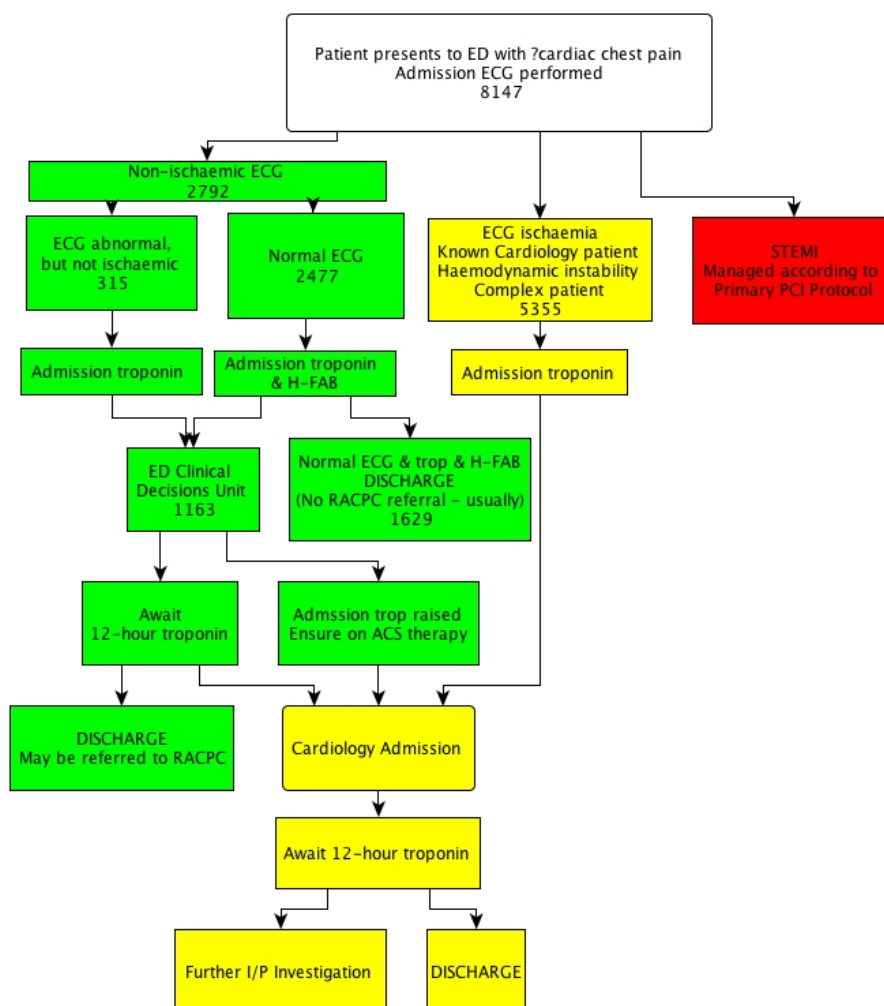 Patient presents to ED with ?cardiac chest pain
Admission ECG performed
8147
Non-ischaemic ECG
2792
ECG abnormal,
but not ischaemic
315
Normal ECG
2477
ECG ischaemia
Known Cardiology patient
Haemodynamic instability
Complex patient
5355
STEMI
Managed according to
Primary PCI Protocol
Admission troponin
Admission troponin
& H-FAB
Admission troponin
ED Clinical
Decisions Unit
1163
Normal ECG & trop & H-FAB
DISCHARGE
(No RACPC referral - usually)
1629
Await
12-hour troponin
Admssion trop raised
Ensure on ACS therapy
DISCHARGE
May be referred to RACPC
Cardiology Admission
Await 12-hour troponin
Further I/P Investigation
DISCHARGE